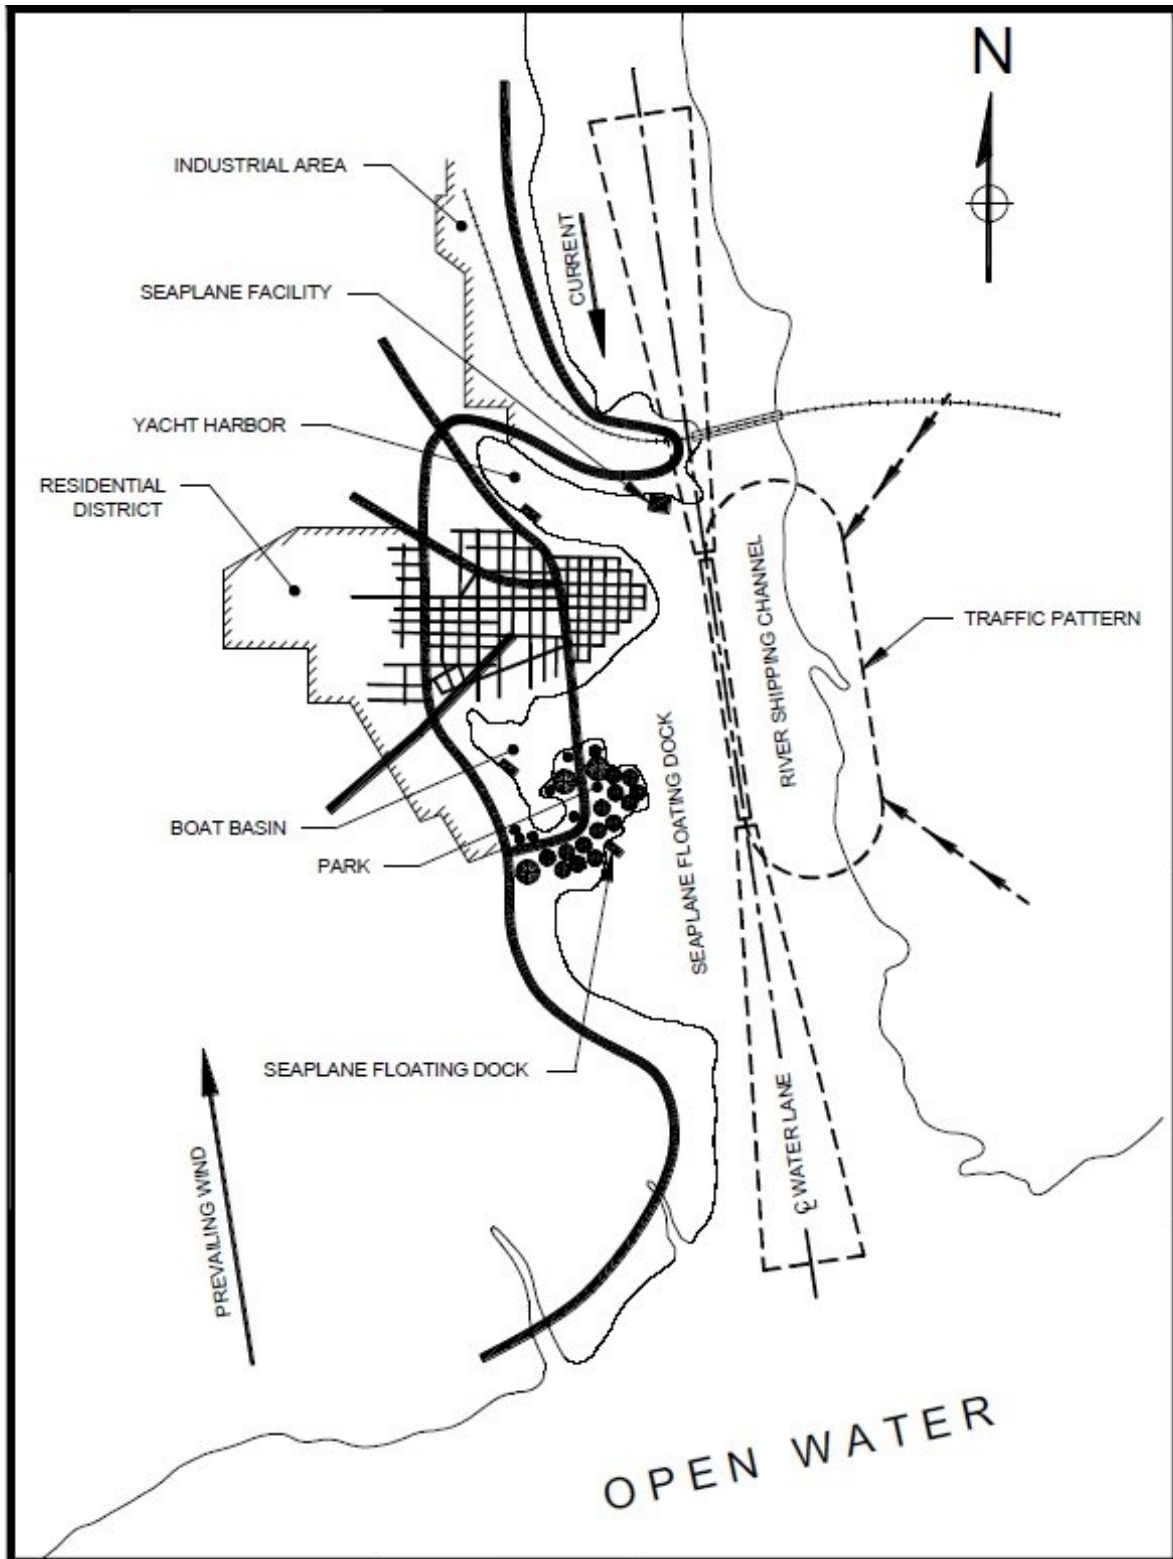 N
INDUSTRIAL AREA
CURRENT
SEAPLANE FACILITY
YACHT HARBOR
RESIDENTIAL
DISTRICT
RIVER SHIPPING CHANNEL
TRAFFIC PATTERN
SEAPLANE FLOATING DOCK
BOAT BASIN
PARK
SEAPLANE FLOATING DOCK
℄ WATER LANE
PREVAILING WIND
OPEN WATER